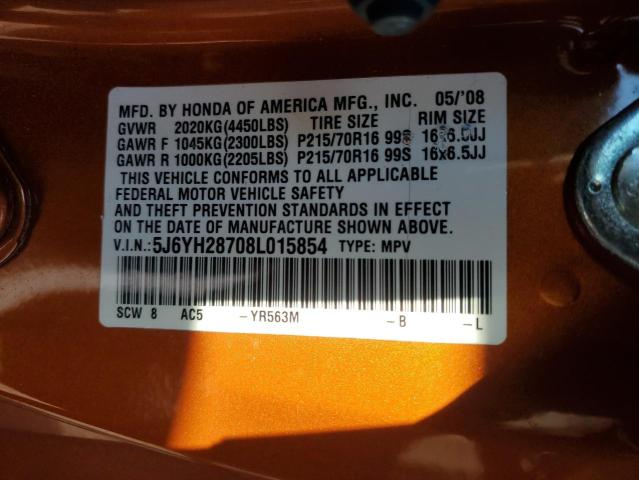 MFD. BY HONDA OF AMERICA MFG., INC. 05/'08
GVWR 2020KG(4450LBS) TIRE SIZE RIM SIZE
GAWR F 1045KG(2300LBS) P215/70R16 99S 16x6.5JJ
GAWR R 1000KG(2205LBS) P215/70R16 99S 16x6.5JJ
THIS VEHICLE CONFORMS TO ALL APPLICABLE
FEDERAL MOTOR VEHICLE SAFETY
AND THEFT PREVENTION STANDARDS IN EFFECT
ON THE DATE OF MANUFACTURE SHOWN ABOVE.
V.I.N.:5J6YH28708L015854 TYPE: MPV
SCW 8 AC5 -YR563M -B -L